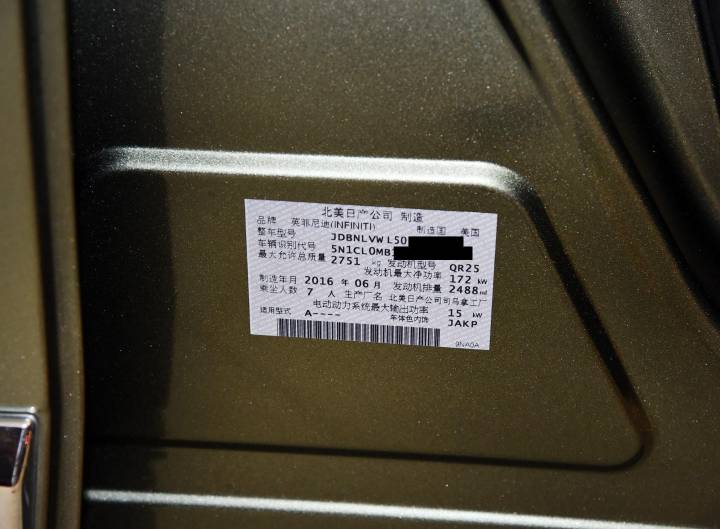 北美日产公司 制造
品牌 英菲尼迪(INFINITI) 制造国 美国
整车型号 JDBNLVW L50
车辆识别代号 5N1CL0MB
最大允许总质量 2751 kg 发动机型号 QR25
发动机最大净功率 172 kW
制造年月 2016 年 06 月 发动机排量 2488 ml
乘坐人数 7 人 生产厂名 北美日产公司司马拿工厂
电动动力系统最大输出功率 15 kW
适用型式 A---- 车体色内饰 JAKP
9NA0A